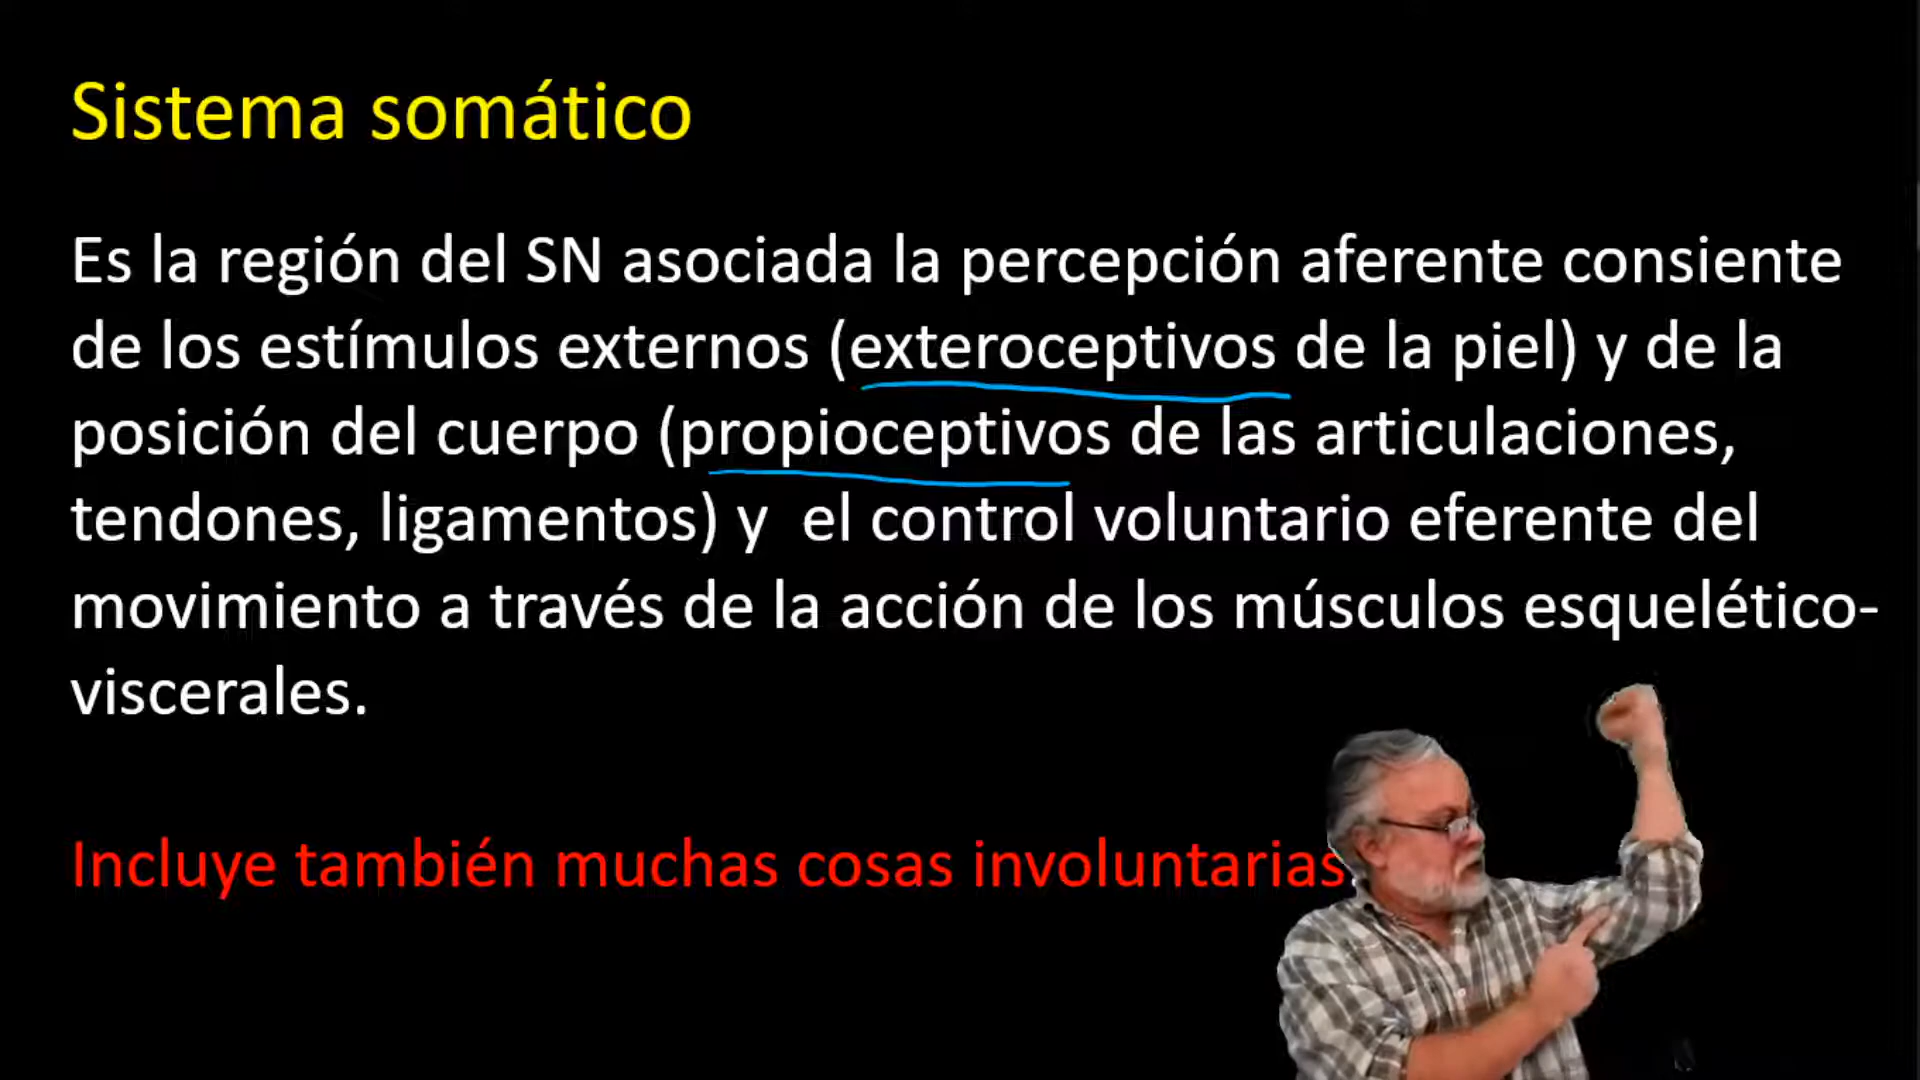 Sistema somático
Es la región del SN asociada la percepción aferente consiente
de los estímulos externos (exteroceptivos de la piel) y de la
posición del cuerpo (propioceptivos de las articulaciones,
tendones, ligamentos) y  el control voluntario eferente del
movimiento a través de la acción de los músculos esquelético-
viscerales.
Incluye también muchas cosas involuntarias.